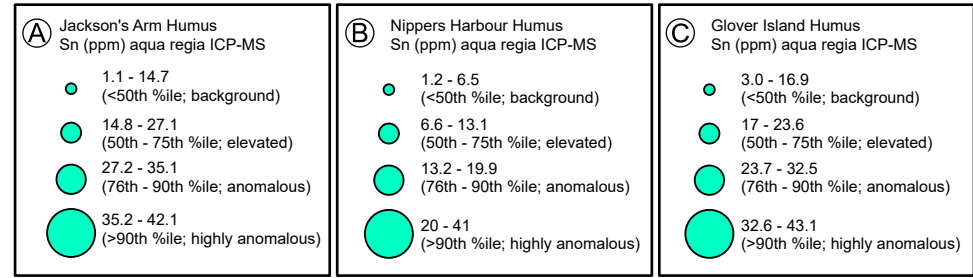 A
Jackson's Arm Humus
Sn (ppm) aqua regia ICP-MS
1.1 - 14.7
(<50th %ile; background)
14.8 - 27.1
(50th - 75th %ile; elevated)
27.2 - 35.1
(76th - 90th %ile; anomalous)
35.2 - 42.1
(>90th %ile; highly anomalous)
B
Nippers Harbour Humus
Sn (ppm) aqua regia ICP-MS
1.2 - 6.5
(<50th %ile; background)
6.6 - 13.1
(50th - 75th %ile; elevated)
13.2 - 19.9
(76th - 90th %ile; anomalous)
20 - 41
(>90th %ile; highly anomalous)
C
Glover Island Humus
Sn (ppm) aqua regia ICP-MS
3.0 - 16.9
(<50th %ile; background)
17 - 23.6
(50th - 75th %ile; elevated)
23.7 - 32.5
(76th - 90th %ile; anomalous)
32.6 - 43.1
(>90th %ile; highly anomalous)